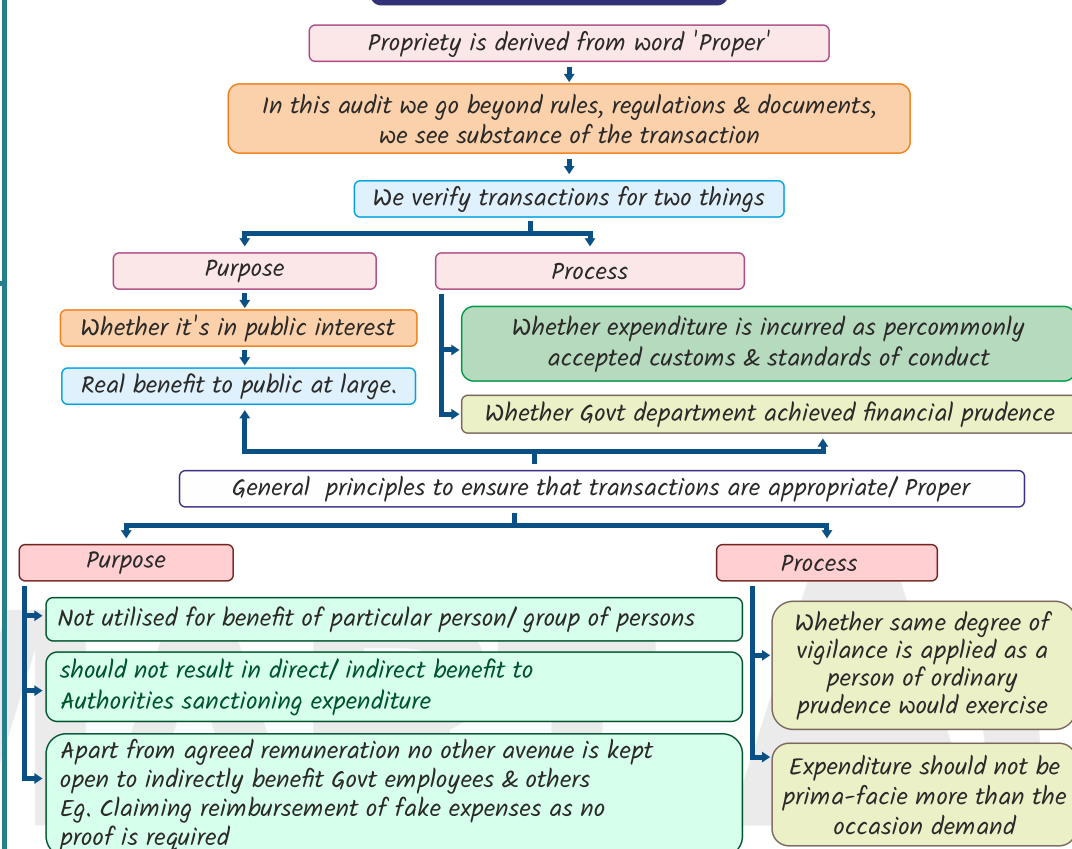 Propriety is derived from word 'Proper'
In this audit we go beyond rules, regulations & documents,
we see substance of the transaction
We verify transactions for two things
Purpose
Whether it's in public interest
Real benefit to public at large.
Process
Whether expenditure is incurred as percommonly
accepted customs & standards of conduct
Whether Govt department achieved financial prudence
General principles to ensure that transactions are appropriate/ Proper
Purpose
Not utilised for benefit of particular person/ group of persons
should not result in direct/ indirect benefit to
Authorities sanctioning expenditure
Apart from agreed remuneration no other avenue is kept
open to indirectly benefit Govt employees & others
Eg. Claiming reimbursement of fake expenses as no
proof is required
Process
Whether same degree of
vigilance is applied as a
person of ordinary
prudence would exercise
Expenditure should not be
prima-facie more than the
occasion demand